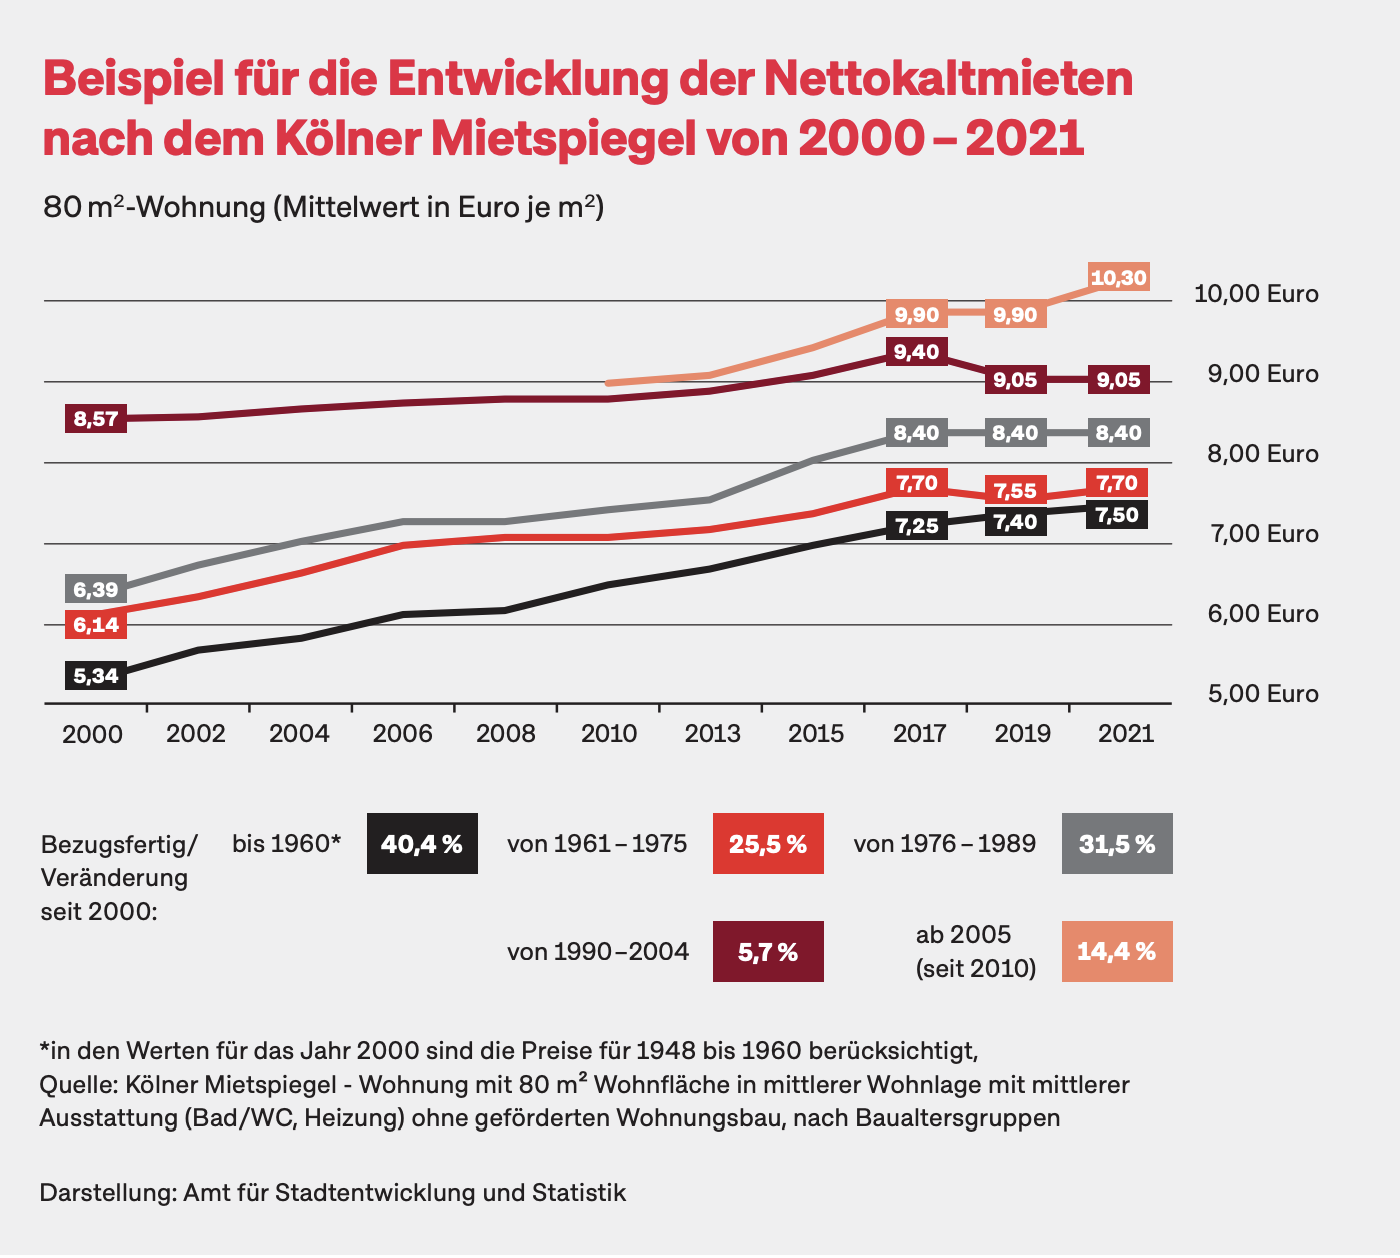 Beispiel für die Entwicklung der Nettokaltmieten
nach dem Kölner Mietspiegel von 2000 – 2021
80 m²-Wohnung (Mittelwert in Euro je m²)
10,30
10,00 Euro
9,90 9,90
9,40
9,00 Euro
9,05 9,05
8,57
8,40 8,40 8,40
8,00 Euro
7,70 7,55 7,70
7,25 7,40 7,50
7,00 Euro
6,39
6,14
6,00 Euro
5,34
5,00 Euro
2000 2002 2004 2006 2008 2010 2013 2015 2017 2019 2021
Bezugsfertig/
Veränderung
seit 2000:
bis 1960* 40,4 % von 1961 – 1975 25,5 % von 1976 – 1989 31,5 %
von 1990 – 2004 5,7 % ab 2005
(seit 2010) 14,4 %
*in den Werten für das Jahr 2000 sind die Preise für 1948 bis 1960 berücksichtigt,
Quelle: Kölner Mietspiegel - Wohnung mit 80 m² Wohnfläche in mittlerer Wohnlage mit mittlerer
Ausstattung (Bad/WC, Heizung) ohne geförderten Wohnungsbau, nach Baualtersgruppen
Darstellung: Amt für Stadtentwicklung und Statistik